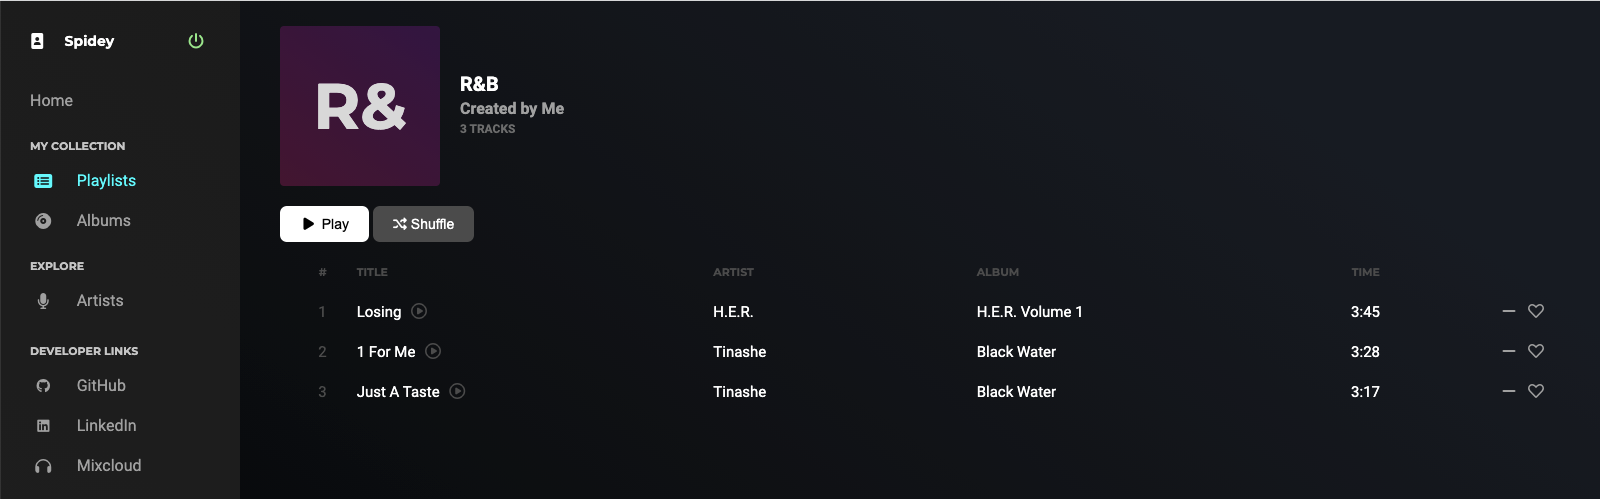 Spidey
Home
MY COLLECTION
Playlists
Albums
EXPLORE
Artists
DEVELOPER LINKS
GitHub
LinkedIn
Mixcloud
R&
R&B
Created by Me
3 TRACKS
Play Shuffle
# TITLE ARTIST ALBUM TIME
1 Losing H.E.R. H.E.R. Volume 1 3:45
2 1 For Me Tinashe Black Water 3:28
3 Just A Taste Tinashe Black Water 3:17